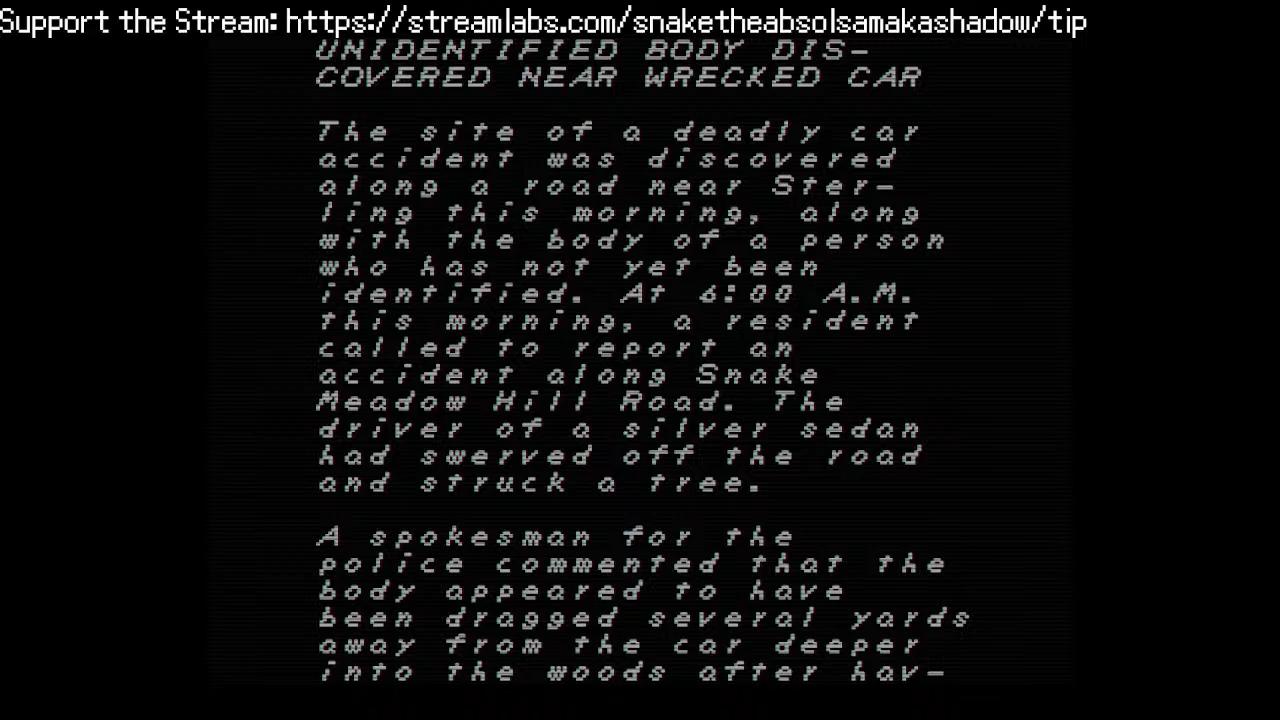 Support the Stream: https://streamlabs.com/snaketheabsolsamakashadow/tip
UNIDENTIFIED BODY DIS-
COVERED NEAR WRECKED CAR
The site of a deadly car
accident was discovered
along a road near Ster-
ling this morning, along
with the body of a person
who has not yet been
identified. At 6:00 A.M.
this morning, a resident
called to report an
accident along Snake
Meadow Hill Road. The
driver of a silver sedan
had swerved off the road
and struck a tree.
A spokesman for the
police commented that the
body appeared to have
been dragged several yards
away from the car deeper
into the woods after hav-